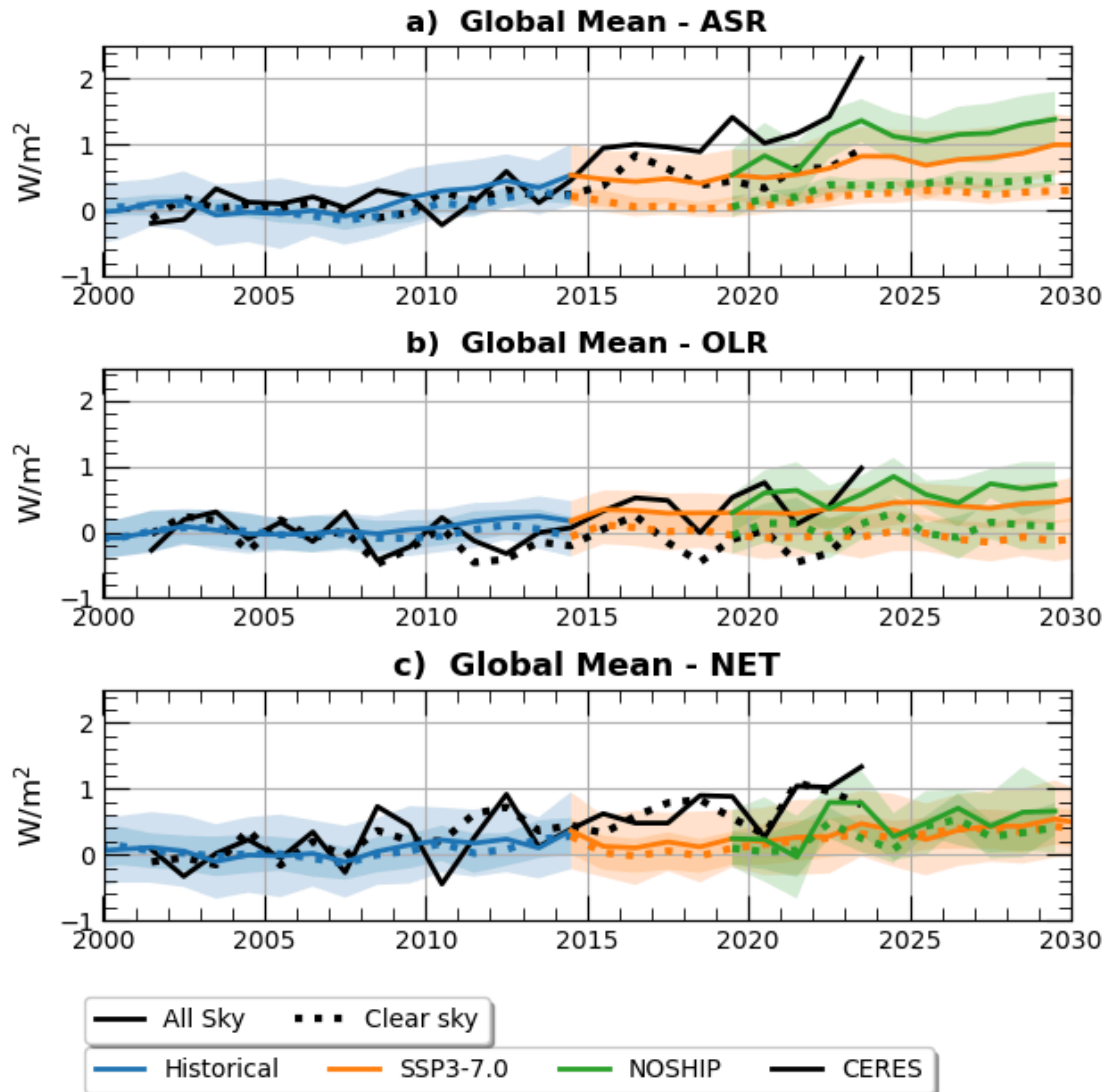 a)  Global Mean - ASR
W/m²
2
1
0
−1
2000 2005 2010 2015 2020 2025 2030
b)  Global Mean - OLR
W/m²
2
1
0
−1
2000 2005 2010 2015 2020 2025 2030
c)  Global Mean - NET
W/m²
2
1
0
−1
2000 2005 2010 2015 2020 2025 2030
All Sky Clear sky
Historical SSP3-7.0 NOSHIP CERES